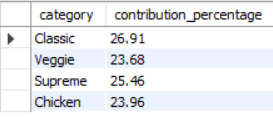 category contribution_percentage
Classic 26.91
Veggie 23.68
Supreme 25.46
Chicken 23.96